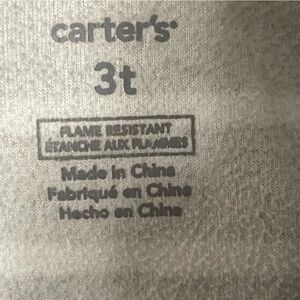 carter's
3t
FLAME RESISTANT
ÉTANCHE AUX FLAMMES
Made in China
Fabriqué en Chine
Hecho en China